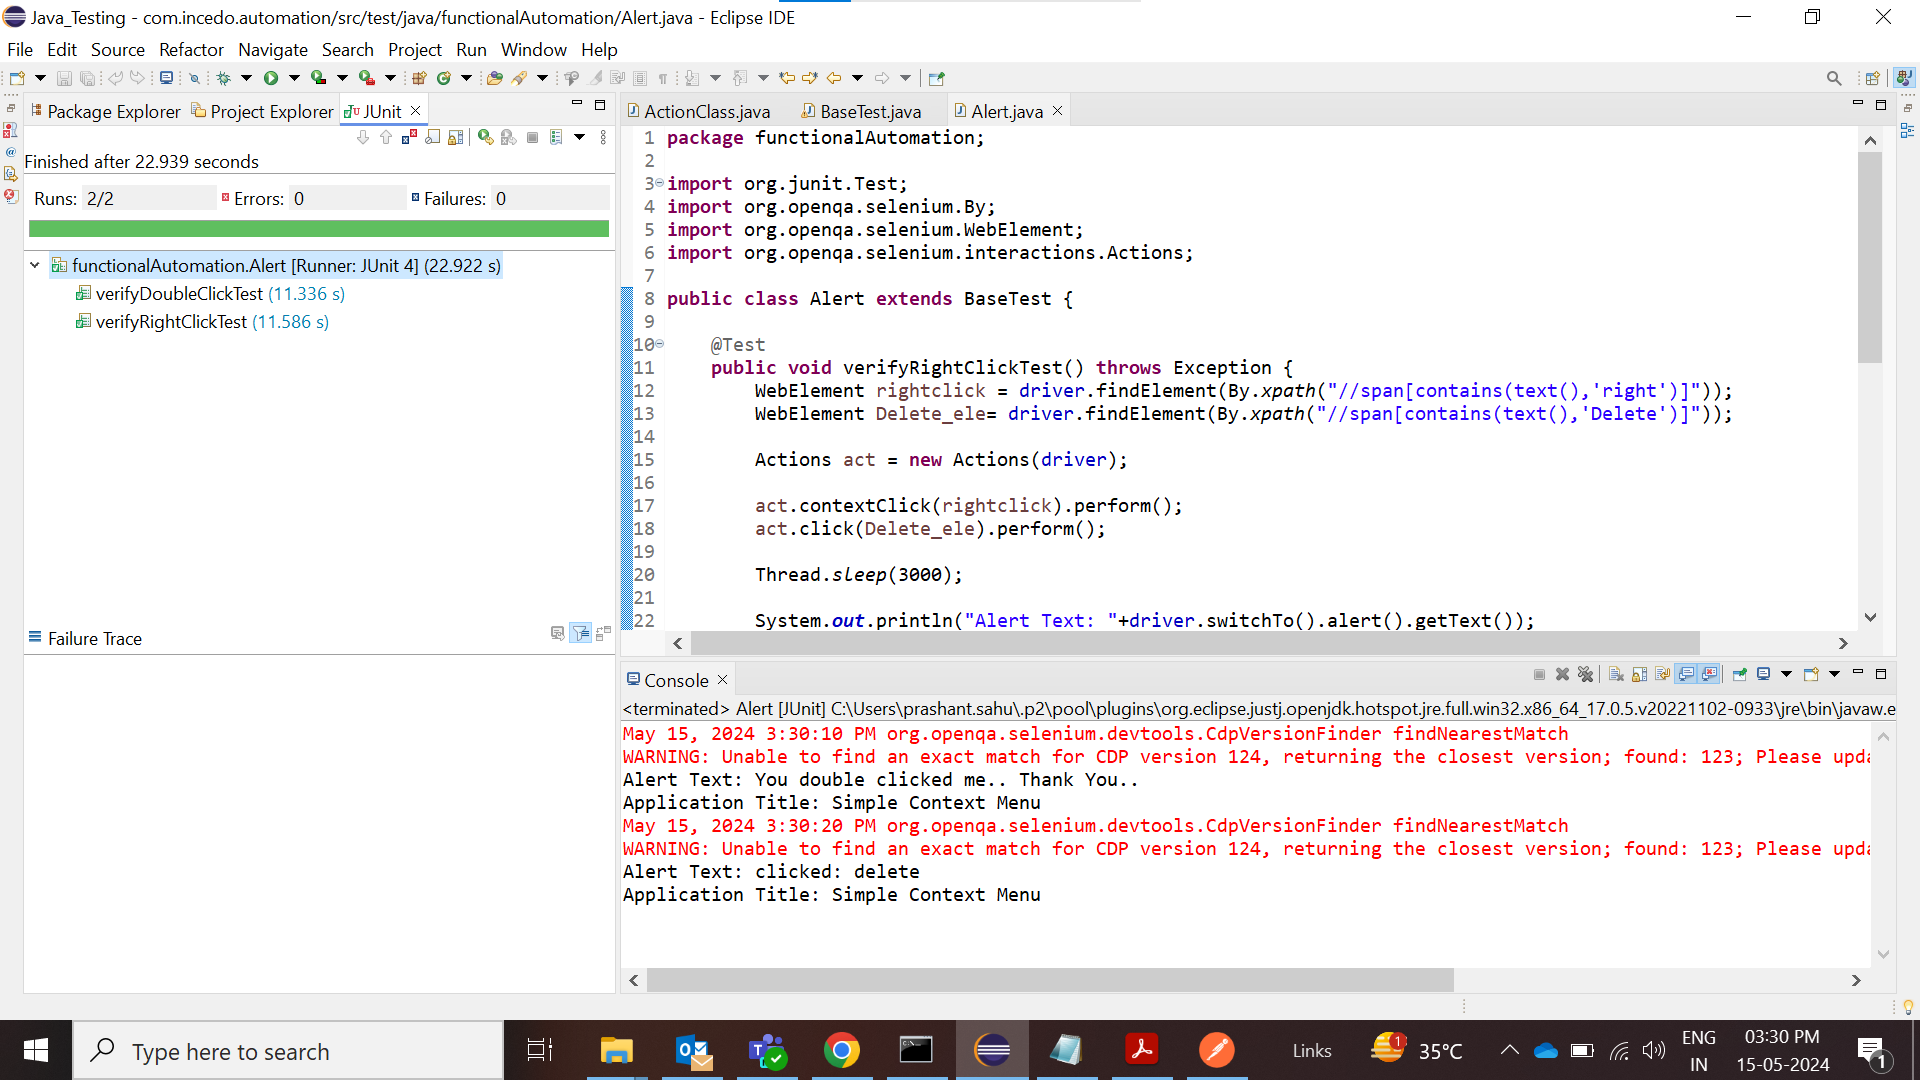 Java_Testing - com.incedo.automation/src/test/java/functionalAutomation/Alert.java - Eclipse IDE
File Edit Source Refactor Navigate Search Project Run Window Help
Package Explorer Project Explorer JUnit
Finished after 22.939 seconds
Runs: 2/2 Errors: 0 Failures: 0
functionalAutomation.Alert [Runner: JUnit 4] (22.922 s)
verifyDoubleClickTest (11.336 s)
verifyRightClickTest (11.586 s)
Failure Trace
ActionClass.java BaseTest.java Alert.java
1 package functionalAutomation;
2
3 import org.junit.Test;
4 import org.openqa.selenium.By;
5 import org.openqa.selenium.WebElement;
6 import org.openqa.selenium.interactions.Actions;
7
8 public class Alert extends BaseTest {
9
10 @Test
11 public void verifyRightClickTest() throws Exception {
12 WebElement rightclick = driver.findElement(By.xpath("//span[contains(text(),'right')]"));
13 WebElement Delete_ele= driver.findElement(By.xpath("//span[contains(text(),'Delete')]"));
14
15 Actions act = new Actions(driver);
16
17 act.contextClick(rightclick).perform();
18 act.click(Delete_ele).perform();
19
20 Thread.sleep(3000);
21
22 System.out.println("Alert Text: "+driver.switchTo().alert().getText());
Console
<terminated> Alert [JUnit] C:\Users\prashant.sahu\.p2\pool\plugins\org.eclipse.justj.openjdk.hotspot.jre.full.win32.x86_64_17.0.5.v20221102-0933\jre\bin\javaw.e
May 15, 2024 3:30:10 PM org.openqa.selenium.devtools.CdpVersionFinder findNearestMatch
WARNING: Unable to find an exact match for CDP version 124, returning the closest version; found: 123; Please upda
Alert Text: You double clicked me.. Thank You..
Application Title: Simple Context Menu
May 15, 2024 3:30:20 PM org.openqa.selenium.devtools.CdpVersionFinder findNearestMatch
WARNING: Unable to find an exact match for CDP version 124, returning the closest version; found: 123; Please upda
Alert Text: clicked: delete
Application Title: Simple Context Menu
Type here to search
Links
1
35°C
ENG
IN
03:30 PM
15-05-2024
1